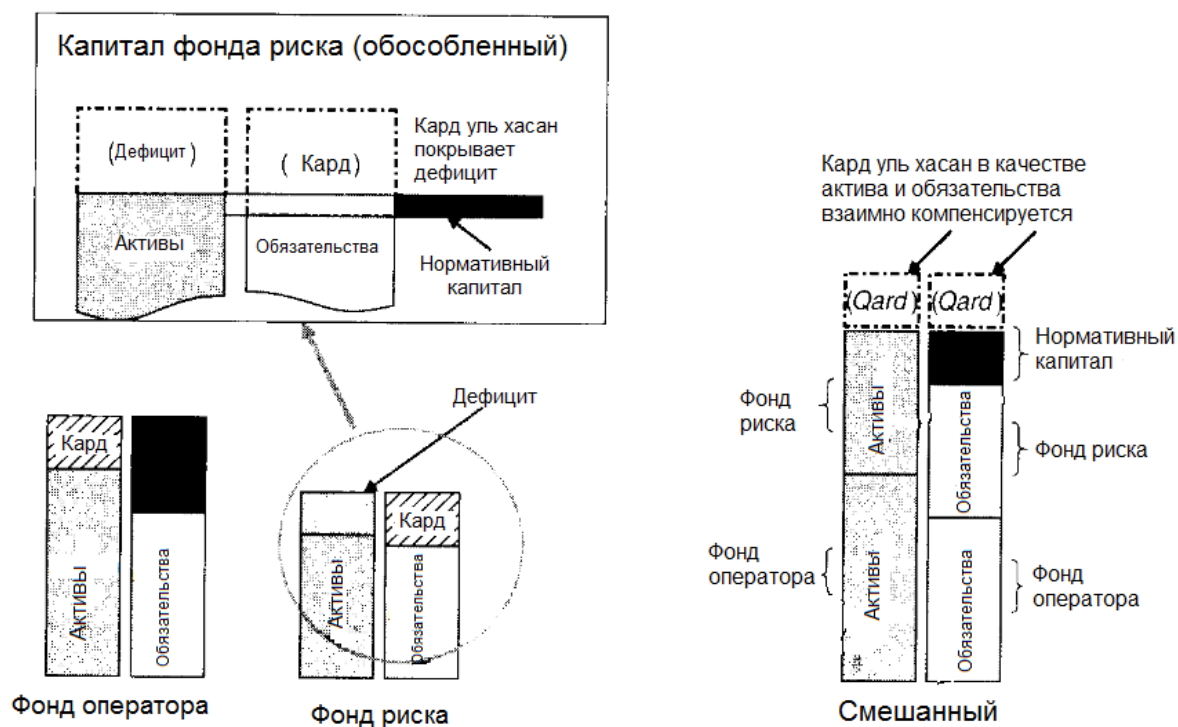 Капитал фонда риска (обособленный)
(Дефицит)
( Кард)
Кард уль хасан
покрывает
дефицит
Активы
Обязательства
Нормативный
капитал
Дефицит
Кард
Активы
Обязательства
Фонд оператора
Кард
Активы
Обязательства
Фонд риска
Кард уль хасан в качестве
актива и обязательства
взаимно компенсируется
(Qard)
(Qard)
Нормативный
капитал
Фонд
риска
Активы
Обязательства
Фонд риска
Фонд
оператора
Активы
Обязательства
Фонд
оператора
Смешанный